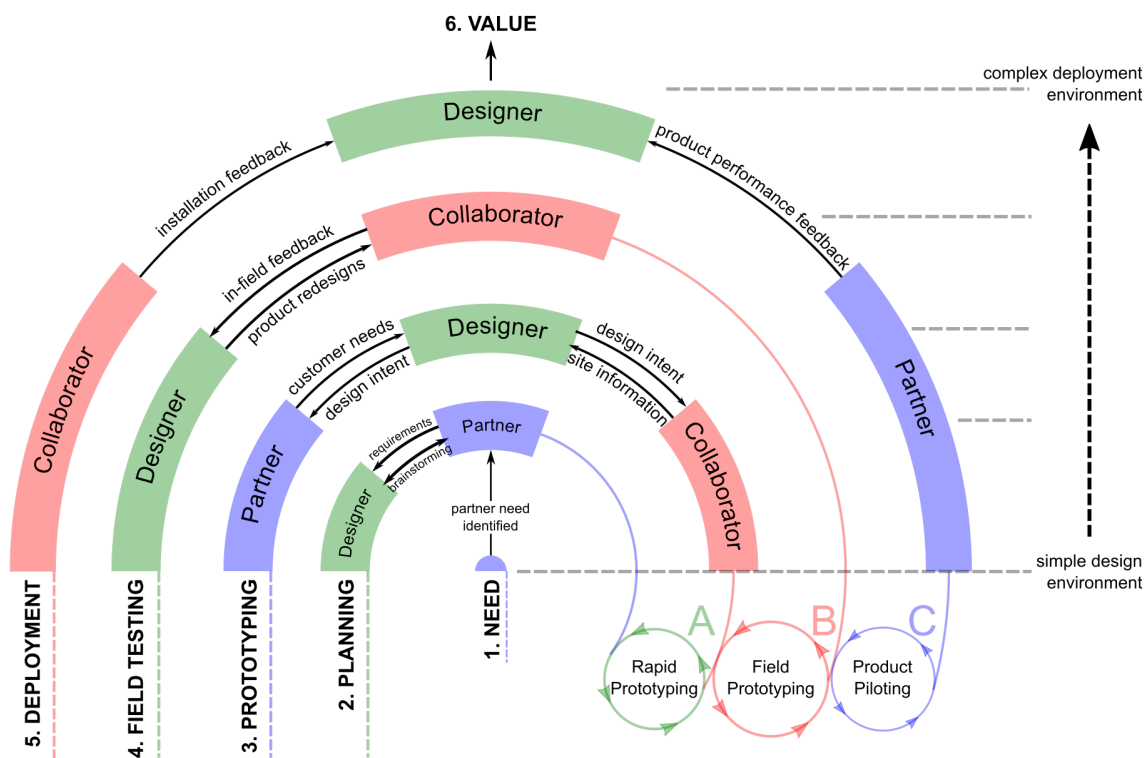 6. VALUE
complex deployment
environment
Designer
installation feedback
product performance feedback
Collaborator
in-field feedback
product redesigns
Collaborator
Designer
Partner
Designer
customer needs
design intent
design intent
site information
Partner
Collaborator
Partner
requirements
brainstorming
Designer
partner need
identified
simple design
environment
5. DEPLOYMENT
4. FIELD TESTING
3. PROTOTYPING
2. PLANNING
1. NEED
A
B
C
Rapid
Prototyping
Field
Prototyping
Product
Piloting